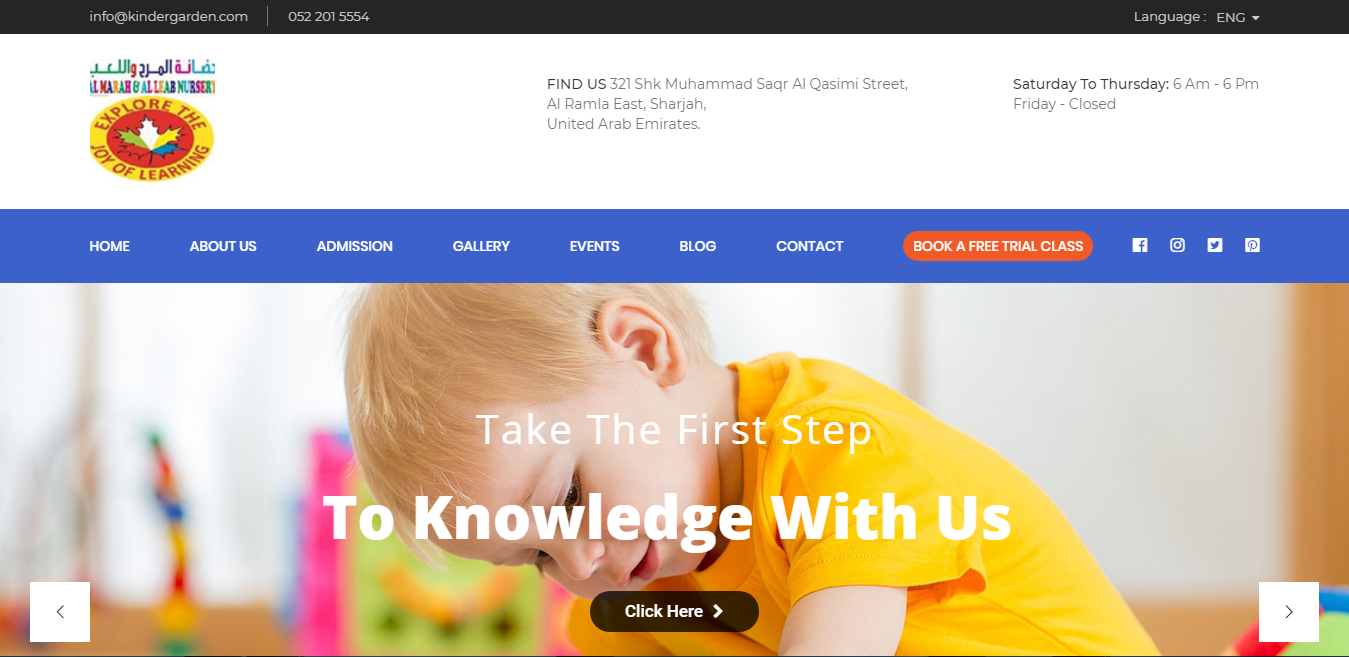 info@kindergarden.com
052 201 5554
Language : ENG
حضانة المرح واللعب
AL MARAH & AL LEAB NURSERY
EXPLORE THE
JOY OF LEARNING
FIND US 321 Shk Muhammad Saqr Al Qasimi Street,
Al Ramla East, Sharjah,
United Arab Emirates.
Saturday To Thursday: 6 Am - 6 Pm
Friday - Closed
HOME
ABOUT US
ADMISSION
GALLERY
EVENTS
BLOG
CONTACT
BOOK A FREE TRIAL CLASS
Take The First Step
To Knowledge With Us
Click Here